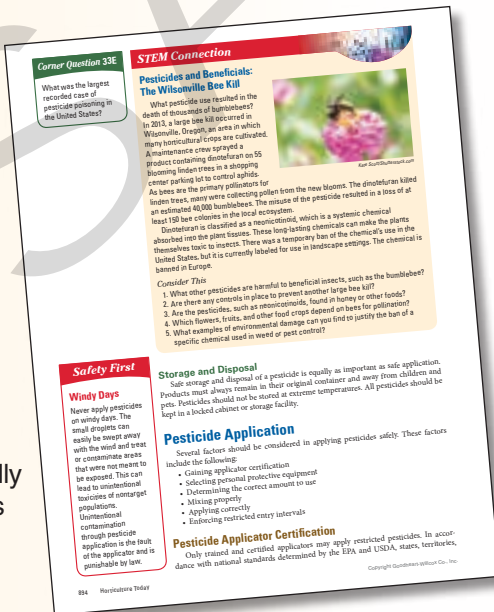 Corner Question 33E
What was the largest
recorded case of
pesticide poisoning in
the United States?
STEM Connection
Pesticides and Beneficials:
The Wilsonville Bee Kill
What pesticide use resulted in the
death of thousands of bumblebees?
In 2013, a large bee kill occurred in
Wilsonville, Oregon, an area in which
many horticultural crops are cultivated.
A maintenance crew sprayed a
product containing dinotefuran on 55
blooming linden trees in a shopping
center parking lot to control aphids.
As bees are the primary pollinators for
linden trees, many were collecting pollen from the new blooms. The dinotefuran killed
an estimated 40,000 bumblebees. The misuse of the pesticide resulted in a loss of at
least 150 bee colonies in the local ecosystem.
Dinotefuran is classified as a neonicotinoid, which is a systemic chemical
absorbed into the plant tissues. These long-lasting chemicals can make the plants
themselves toxic to insects. There was a temporary ban of the chemical's use in the
United States, but it is currently labeled for use in landscape settings. The chemical is
banned in Europe.
Consider This
1. What other pesticides are harmful to beneficial insects, such as the bumblebee?
2. Are there any controls in place to prevent another large bee kill?
3. Are the pesticides, such as neonicotinoids, found in honey or other foods?
4. Which flowers, fruits, and other food crops depend on bees for pollination?
5. What examples of environmental damage can you find to justify the ban of a
specific chemical used in weed or pest control?
Safety First
Windy Days
Never apply pesticides
on windy days. The
small droplets can
easily be swept away
with the wind and treat
or contaminate areas
that were not meant to
be exposed. This can
lead to unintentional
toxicities of nontarget
populations.
Unintentional
contamination
through pesticide
application is the fault
of the applicator and is
punishable by law.
Storage and Disposal
Safe storage and disposal of a pesticide is equally as important as safe application.
Products must always remain in their original container and away from children and
pets. Pesticides should not be stored at extreme temperatures. All pesticides should be
kept in a locked cabinet or storage facility.
Pesticide Application
Several factors should be considered in applying pesticides safely. These factors
include the following:
• Gaining applicator certification
• Selecting personal protective equipment
• Determining the correct amount to use
• Mixing properly
• Applying correctly
• Enforcing restricted entry intervals
Pesticide Applicator Certification
Only trained and certified applicators may apply restricted pesticides. In accor-
dance with national standards determined by the EPA and USDA, states, territories,
894 Horticulture Today
Copyright Goodheart-Willcox Co., Inc.